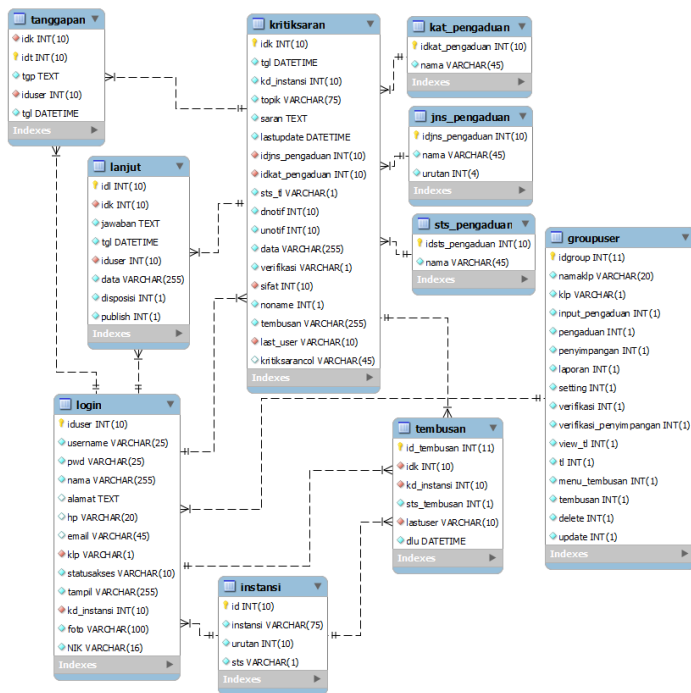 tanggapan
idk INT(10)
idt INT(10)
tgp TEXT
iduser INT(10)
tgl DATETIME
Indexes
lanjut
idl INT(10)
idk INT(10)
jawaban TEXT
tgl DATETIME
iduser INT(10)
data VARCHAR(255)
disposisi INT(1)
publish INT(1)
Indexes
login
iduser INT(10)
username VARCHAR(25)
pwd VARCHAR(25)
nama VARCHAR(255)
alamat TEXT
hp VARCHAR(20)
email VARCHAR(45)
klp VARCHAR(1)
statusakses VARCHAR(10)
tampil VARCHAR(255)
kd_instansi INT(10)
foto VARCHAR(100)
NIK VARCHAR(16)
Indexes
kritiksaran
idk INT(10)
tgl DATETIME
kd_instansi INT(10)
topik VARCHAR(75)
saran TEXT
lastupdate DATETIME
idjns_pengaduan INT(10)
idkat_pengaduan INT(10)
sts_tl VARCHAR(1)
dnotif INT(10)
unotif INT(10)
data VARCHAR(255)
verifikasi VARCHAR(1)
sifat INT(10)
noname INT(1)
tembusan VARCHAR(255)
last_user VARCHAR(10)
kritiksarancol VARCHAR(45)
Indexes
instansi
id INT(10)
instansi VARCHAR(75)
urutan INT(10)
sts VARCHAR(1)
Indexes
kat_pengaduan
idkat_pengaduan INT(10)
nama VARCHAR(45)
Indexes
jns_pengaduan
idjns_pengaduan INT(10)
nama VARCHAR(45)
urutan INT(4)
Indexes
sts_pengaduan
idsts_pengaduan INT(10)
nama VARCHAR(45)
Indexes
tembusan
id_tembusan INT(11)
idk INT(10)
kd_instansi INT(10)
sts_tembusan INT(1)
lastuser VARCHAR(10)
dlu DATETIME
Indexes
groupuser
idgroup INT(11)
namaklp VARCHAR(20)
klp VARCHAR(1)
input_pengaduan INT(1)
pengaduan INT(1)
penyimpangan INT(1)
laporan INT(1)
setting INT(1)
verifikasi INT(1)
verifikasi_penyimpangan INT(1)
view_tl INT(1)
tl INT(1)
menu_tembusan INT(1)
tembusan INT(1)
delete INT(1)
update INT(1)
Indexes